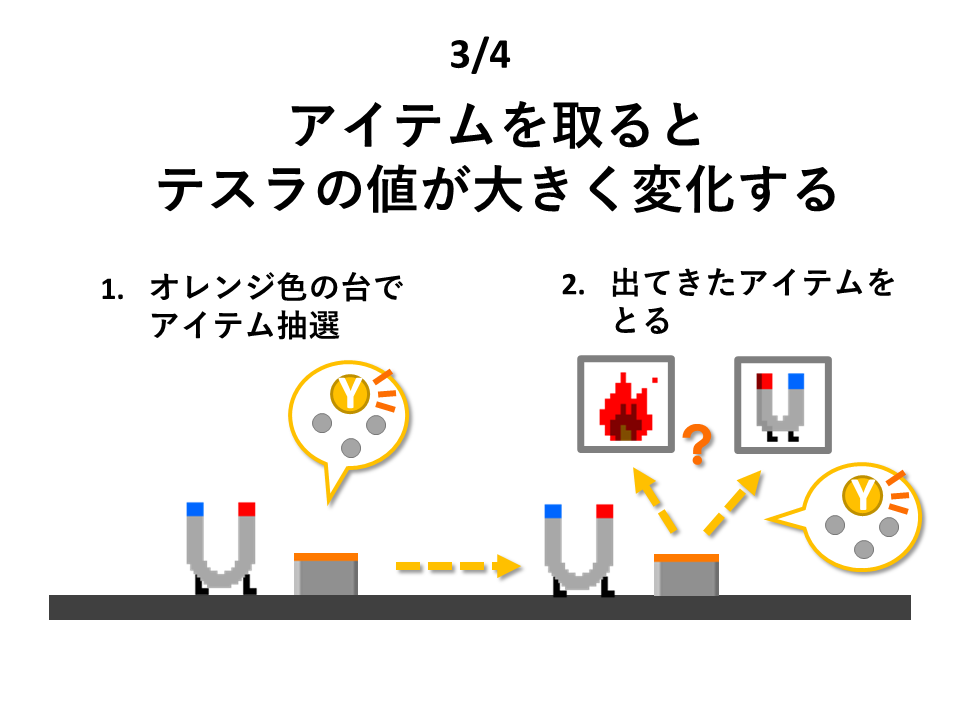 3/4
アイテムを取ると
テスラの値が大きく変化する
1. オレンジ色の台で
アイテム抽選
2. 出てきたアイテムを
とる
Y
?
Y